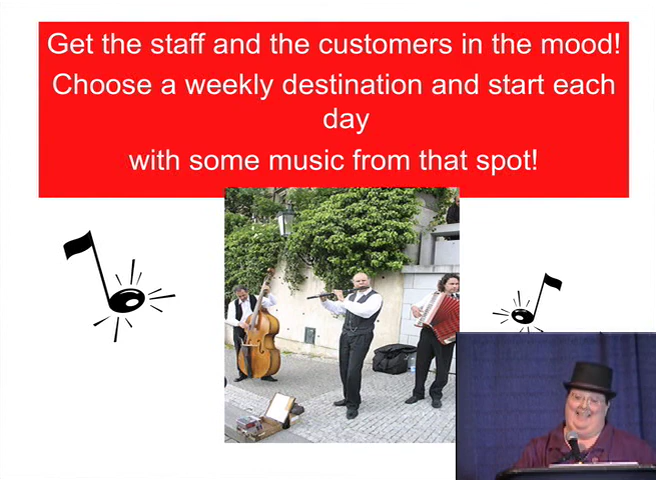 Get the staff and the customers in the mood!
Choose a weekly destination and start each
day
with some music from that spot!